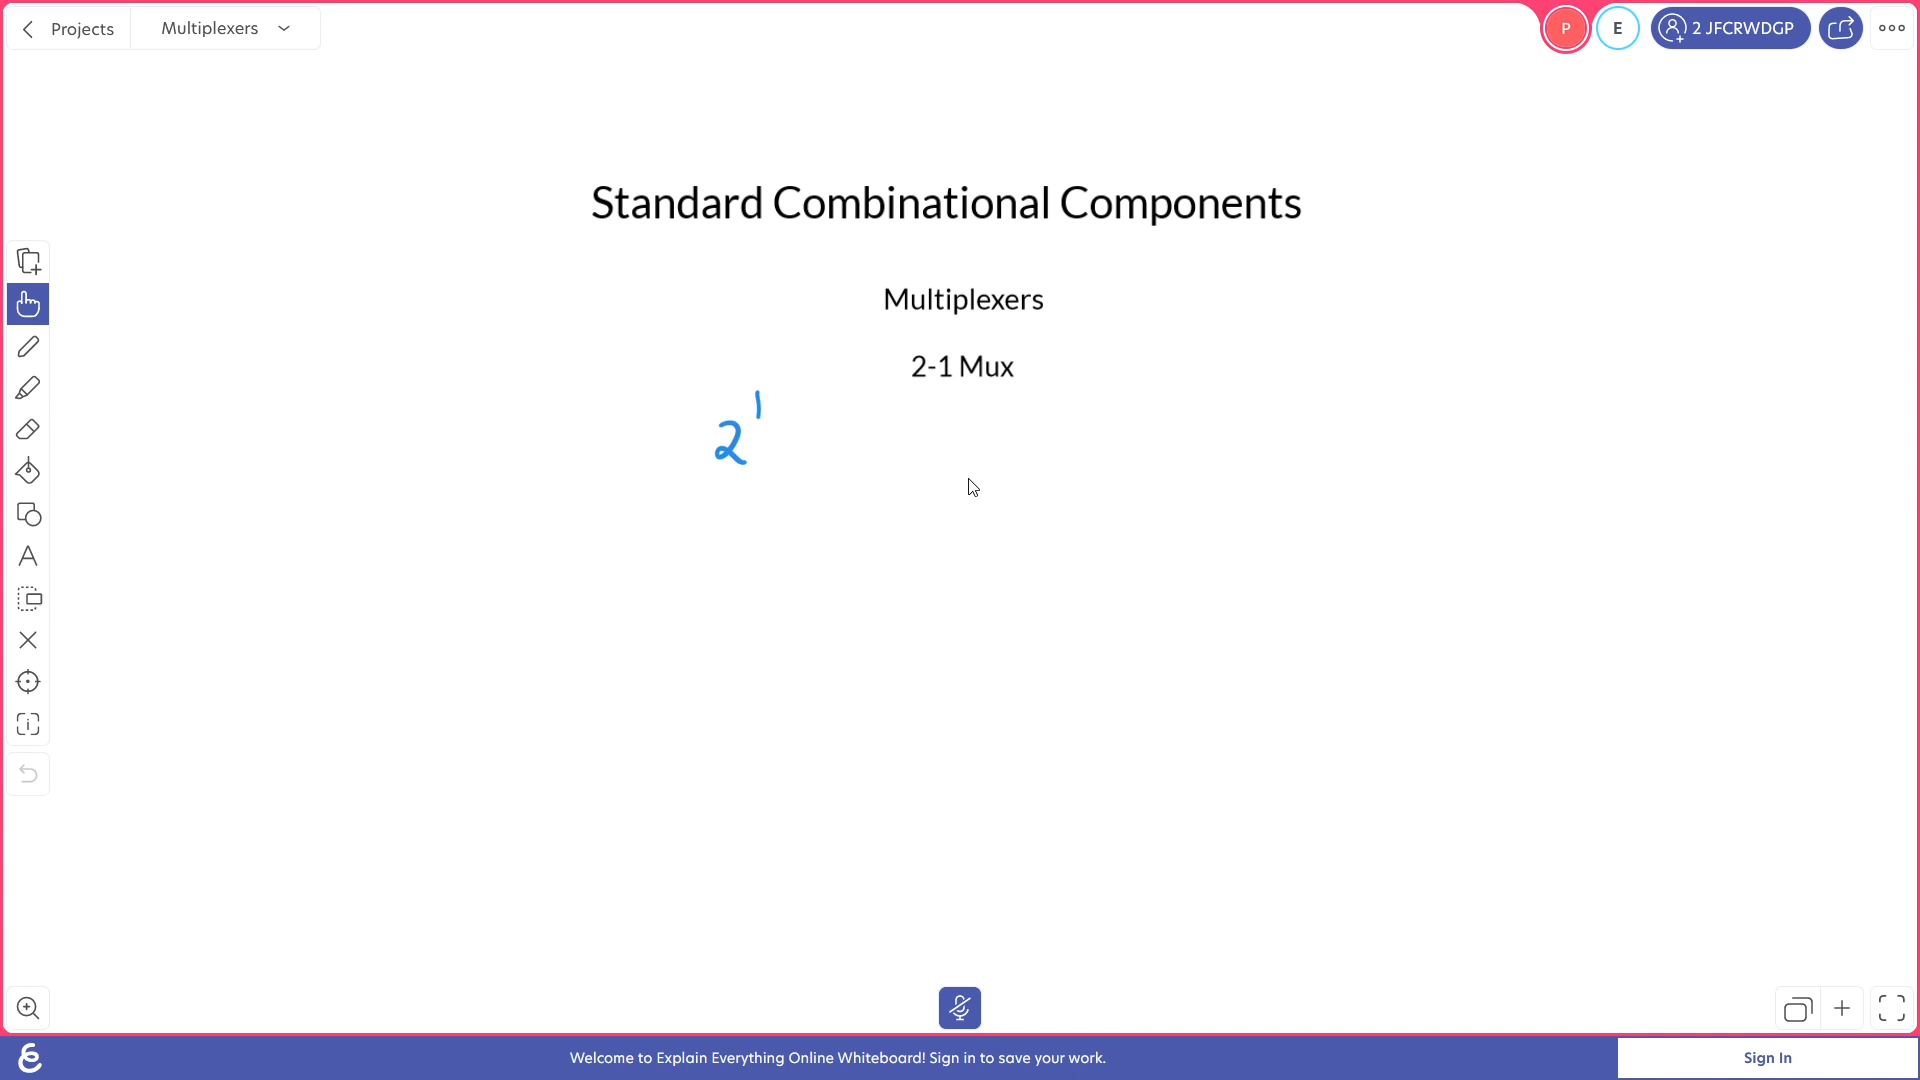 Projects
Multiplexers
P
E
2 JFCRWDGP
Standard Combinational Components
Multiplexers
2-1 Mux
2¹
Welcome to Explain Everything Online Whiteboard! Sign in to save your work.
Sign In